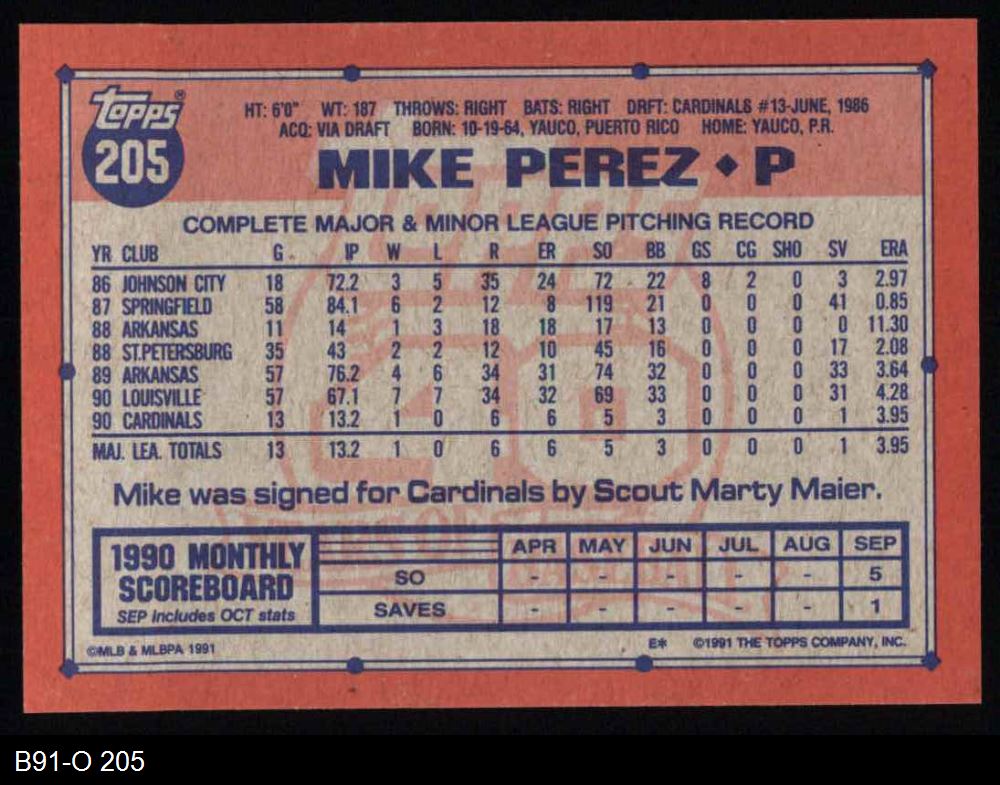 Topps®
205
HT: 6'0" WT: 187 THROWS: RIGHT BATS: RIGHT DRFT: CARDINALS #13-JUNE, 1986
ACQ: VIA DRAFT BORN: 10-19-64, YAUCO, PUERTO RICO HOME: YAUCO, P.R.
MIKE PEREZ ◆ P
COMPLETE MAJOR & MINOR LEAGUE PITCHING RECORD
YR CLUB G IP W L R ER SO BB GS CG SHO SV ERA
86 JOHNSON CITY 18 72.2 3 5 35 24 72 22 8 2 0 3 2.97
87 SPRINGFIELD 58 84.1 6 2 12 8 119 21 0 0 0 41 0.85
88 ARKANSAS 11 14 1 3 18 18 17 13 0 0 0 0 11.30
88 ST.PETERSBURG 35 43 2 2 12 10 45 16 0 0 0 17 2.08
89 ARKANSAS 57 76.2 4 6 34 31 74 32 0 0 0 33 3.64
90 LOUISVILLE 57 67.1 7 7 34 32 69 33 0 0 0 31 4.28
90 CARDINALS 13 13.2 1 0 6 6 5 3 0 0 0 1 3.95
MAJ. LEA. TOTALS 13 13.2 1 0 6 6 5 3 0 0 0 1 3.95
Mike was signed for Cardinals by Scout Marty Maier.
1990 MONTHLY SCOREBOARD
SEP includes OCT stats
APR MAY JUN JUL AUG SEP
SO - - - - - 5
SAVES - - - - - 1
©MLB & MLBPA 1991 E* ©1991 THE TOPPS COMPANY, INC.
B91-O 205